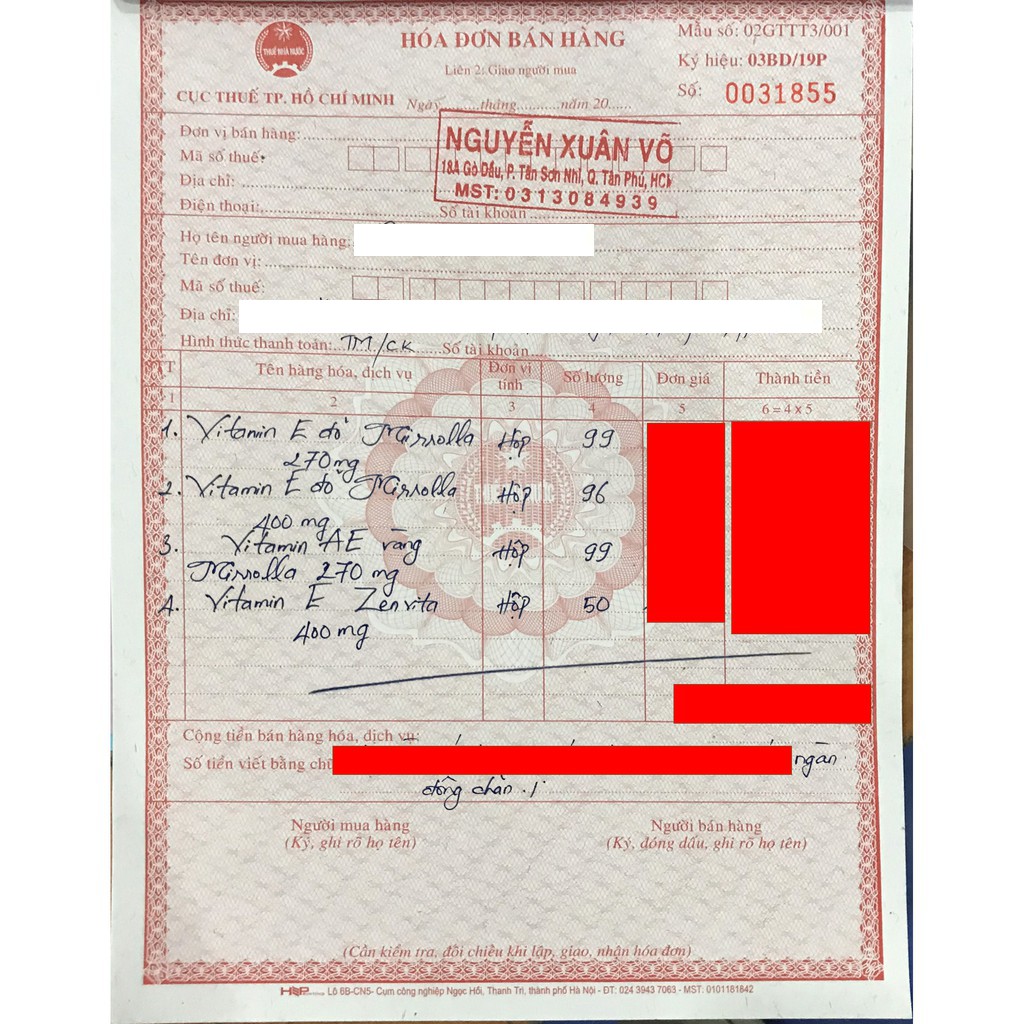 HÓA ĐƠN BÁN HÀNG
Liên 2: Giao người mua
Mẫu số: 02GTTT3/001
Ký hiệu: 03BD/19P
Số: 0031855
THUẾ NHÀ NƯỚC
CỤC THUẾ TP. HỒ CHÍ MINH
Ngày.........tháng..........năm 20......
Đơn vị bán hàng:
Mã số thuế:
Địa chỉ:
Điện thoại: Số tài khoản
NGUYỄN XUÂN VÕ
18A Gò Dầu, P. Tân Sơn Nhì, Q. Tân Phú, HCM
MST: 0313084939
Họ tên người mua hàng:
Tên đơn vị:
Mã số thuế:
Địa chỉ:
Hình thức thanh toán: TM/CK Số tài khoản
TT Tên hàng hóa, dịch vụ Đơn vị tính Số lượng Đơn giá Thành tiền
1 2 3 4 5 6 = 4 x 5
1. Vitamin E đỏ Mirrolla Hộp 99
270mg
2. Vitamin E đỏ Mirrolla Hộp 96
400 mg
3. Vitamin AE vàng Hộp 99
Mirrolla 270 mg
4. Vitamin E Zenvita Hộp 50
400 mg
Cộng tiền bán hàng hóa, dịch vụ:
Số tiền viết bằng chữ ngàn
đồng chẵn ./
Người mua hàng Người bán hàng
(Ký, ghi rõ họ tên) (Ký, đóng dấu, ghi rõ họ tên)
(Cần kiểm tra, đối chiếu khi lập, giao, nhận hóa đơn)
Lô 6B-CN5- Cụm công nghiệp Ngọc Hồi, Thanh Trì, thành phố Hà Nội - ĐT: 024 3943 7063 - MST: 0101181842